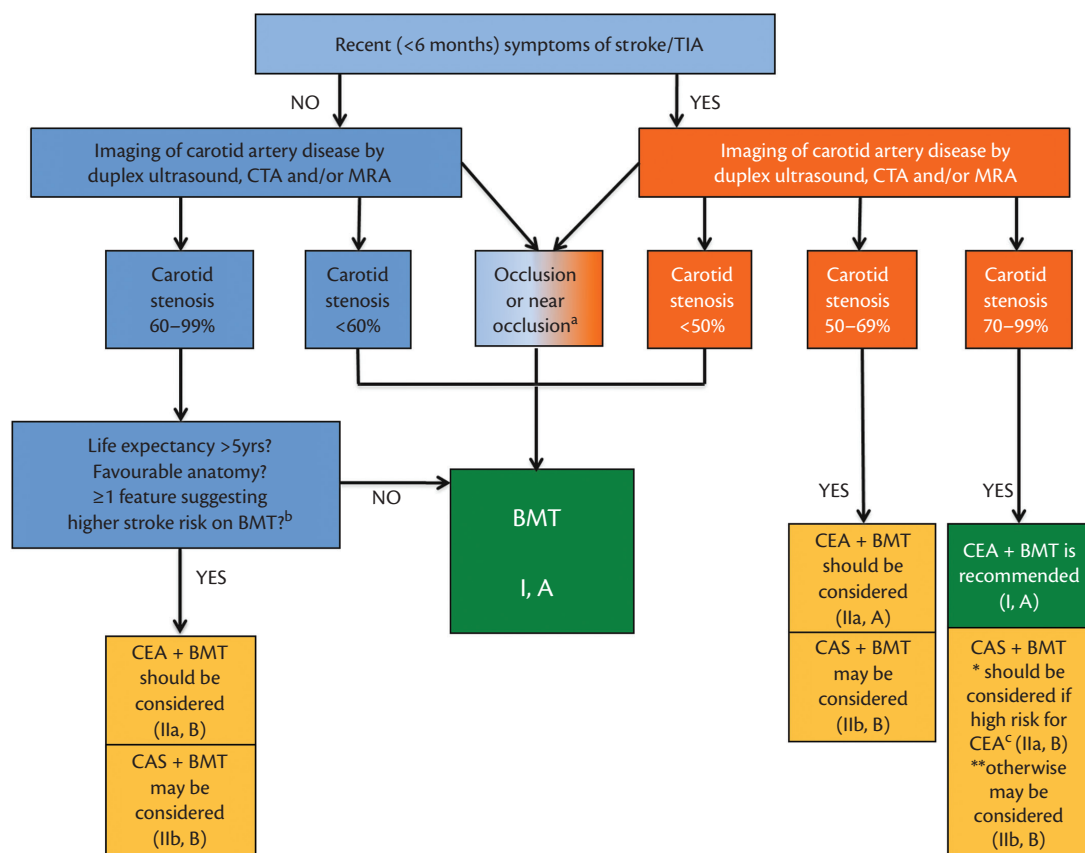 Recent (<6 months) symptoms of stroke/TIA
NO
YES
Imaging of carotid artery disease by
duplex ultrasound, CTA and/or MRA
Imaging of carotid artery disease by
duplex ultrasound, CTA and/or MRA
Carotid
stenosis
60–99%
Carotid
stenosis
<60%
Occlusion
or near
occlusionᵃ
Carotid
stenosis
<50%
Carotid
stenosis
50–69%
Carotid
stenosis
70–99%
Life expectancy >5yrs?
Favourable anatomy?
≥1 feature suggesting
higher stroke risk on BMT?ᵇ
NO
YES
BMT
I, A
YES
YES
CEA + BMT
should be
considered
(IIa, B)
CAS + BMT
may be
considered
(IIb, B)
CEA + BMT
should be
considered
(IIa, A)
CAS + BMT
may be
considered
(IIb, B)
CEA + BMT is
recommended
(I, A)
CAS + BMT
* should be
considered if
high risk for
CEAᶜ (IIa, B)
**otherwise
may be
considered
(IIb, B)